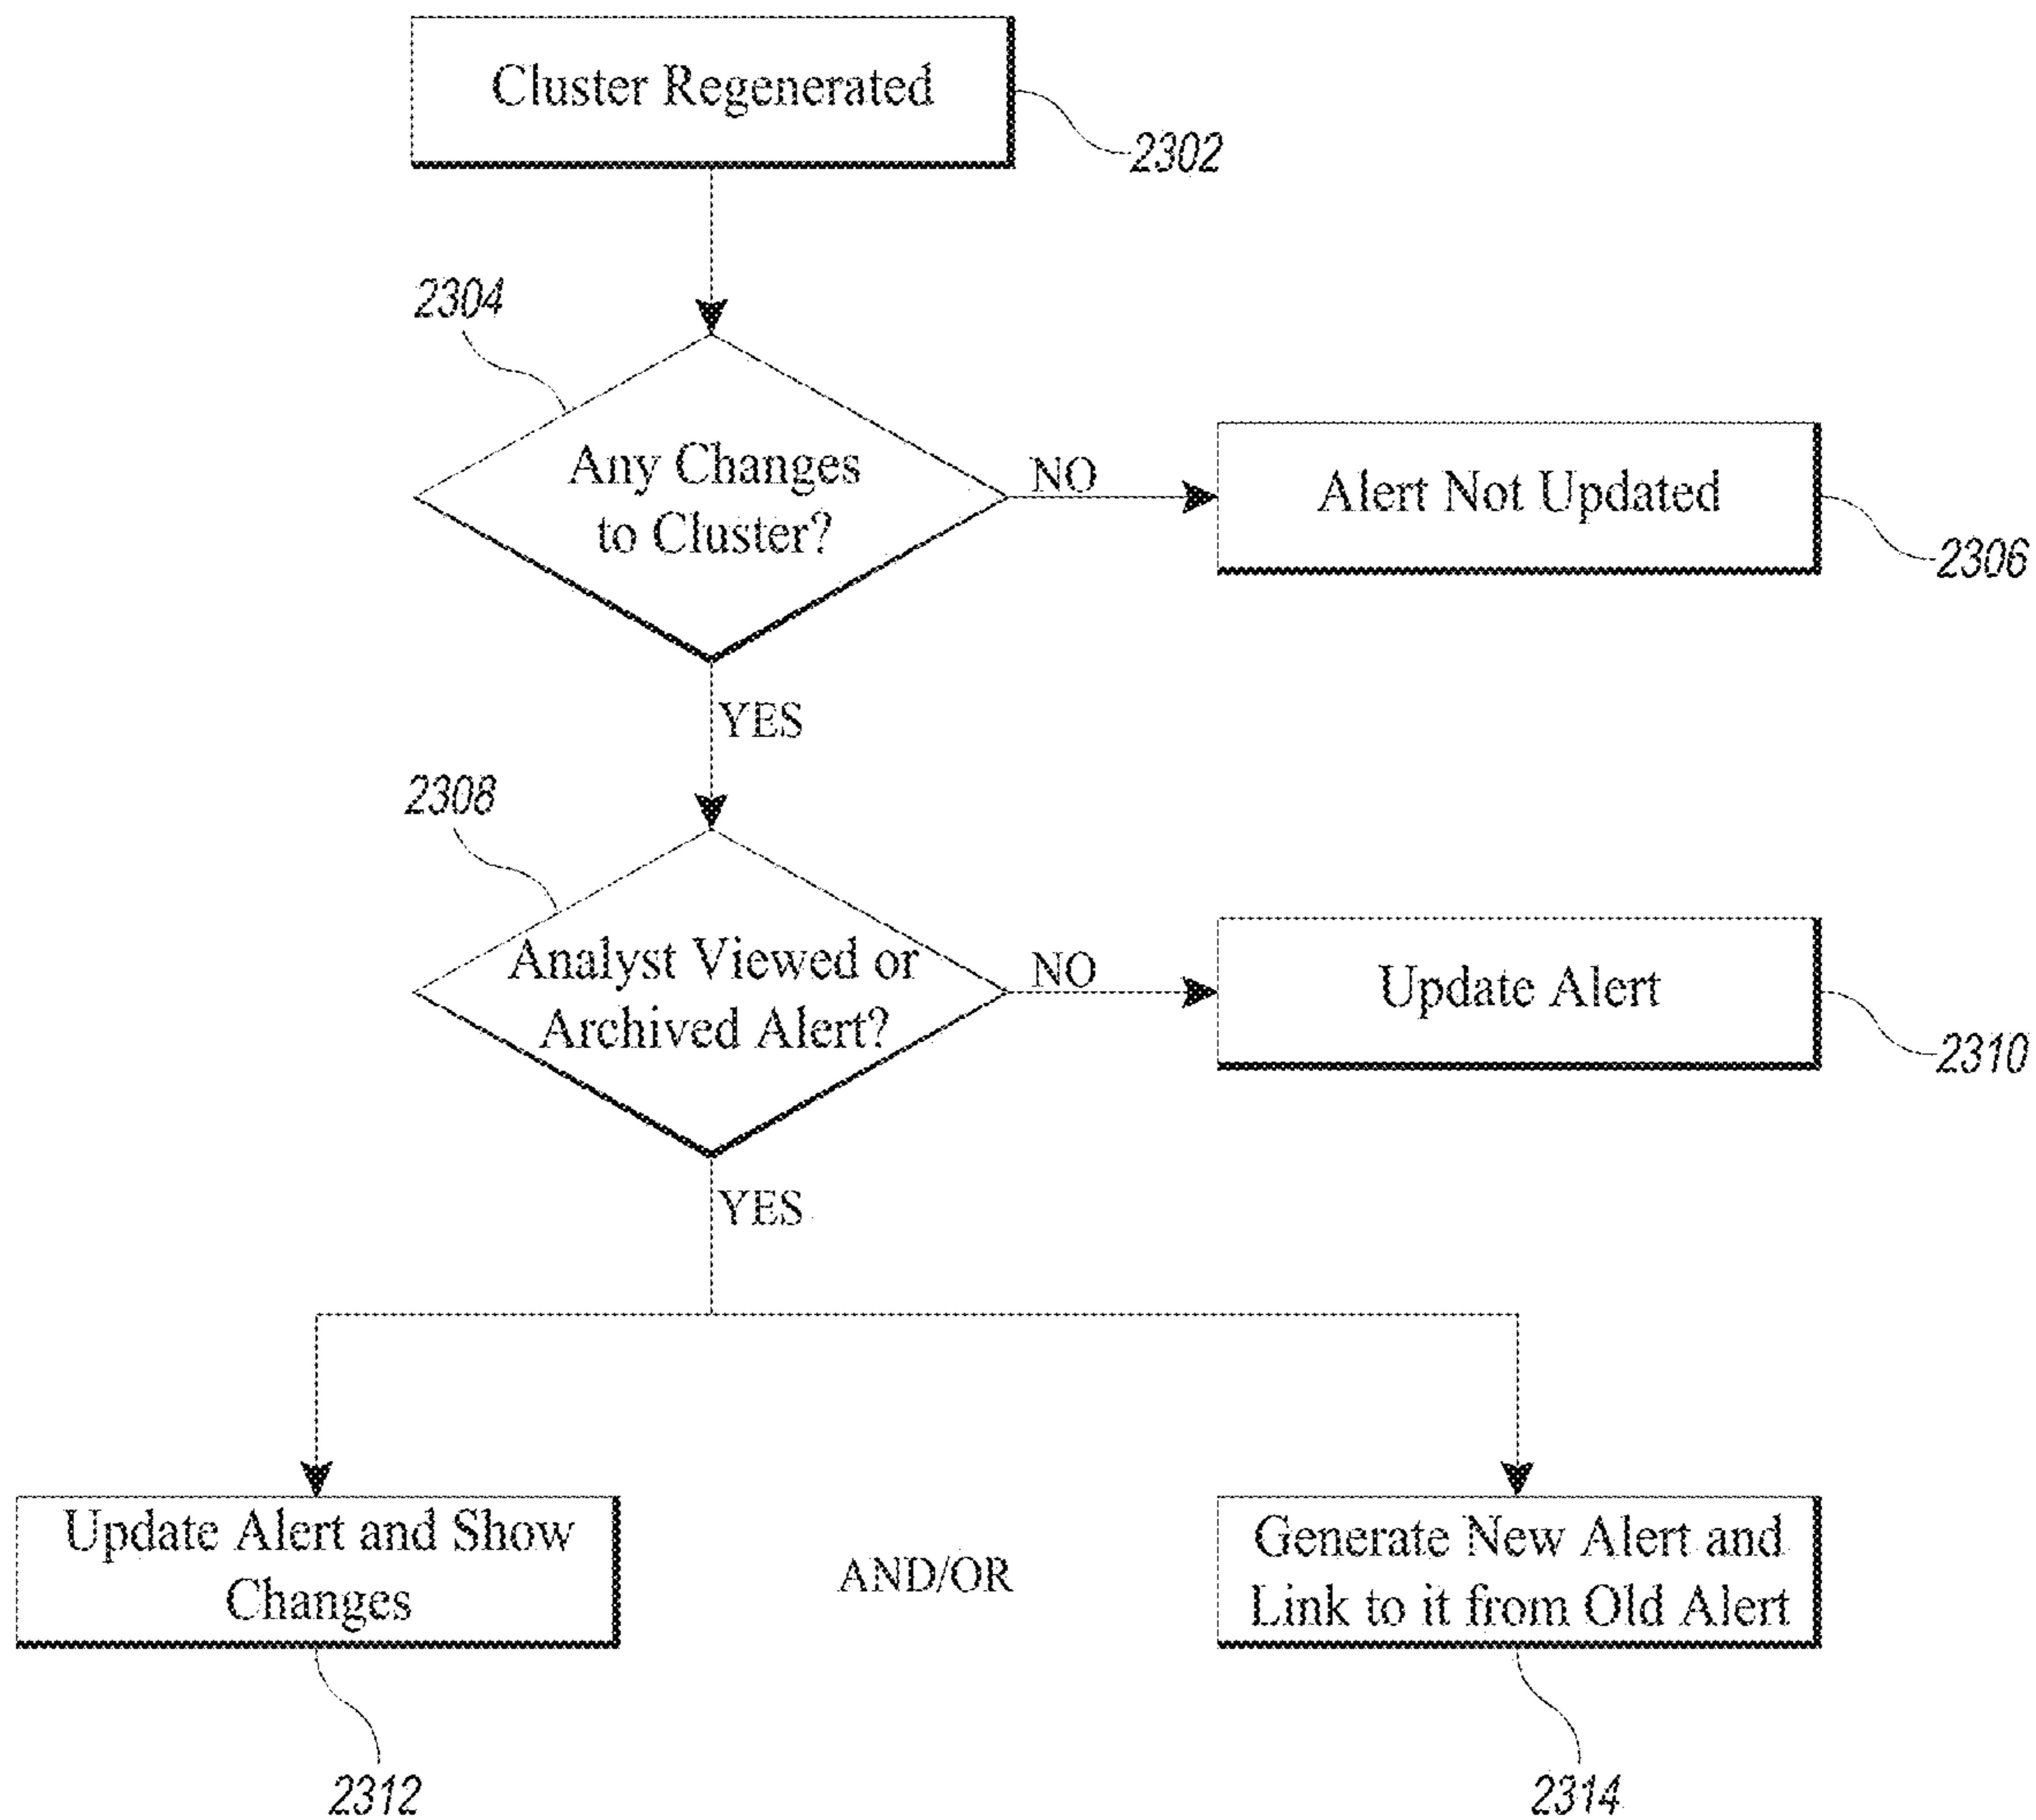 Cluster Regenerated
2302
2304
Any Changes
to Cluster?
NO
Alert Not Updated
2306
YES
2308
Analyst Viewed or
Archived Alert?
NO
Update Alert
2310
YES
Update Alert and Show
Changes
AND/OR
Generate New Alert and
Link to it from Old Alert
2312
2314